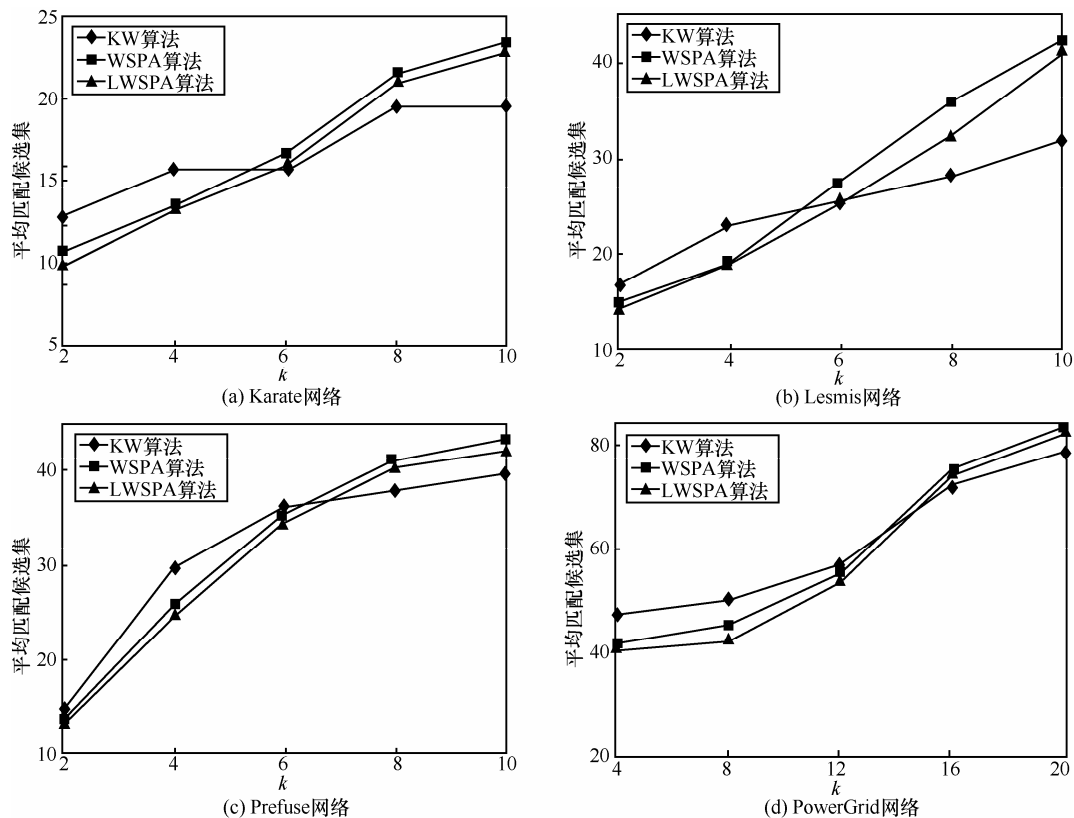 25
20
15
10
5
平均匹配候选集
KW算法
WSPA算法
LWSPA算法
2 4 6 8 10
k
(a) Karate网络
40
30
20
10
平均匹配候选集
KW算法
WSPA算法
LWSPA算法
2 4 6 8 10
k
(b) Lesmis网络
40
30
20
10
平均匹配候选集
KW算法
WSPA算法
LWSPA算法
2 4 6 8 10
k
(c) Prefuse网络
80
60
40
20
平均匹配候选集
KW算法
WSPA算法
LWSPA算法
4 8 12 16 20
k
(d) PowerGrid网络